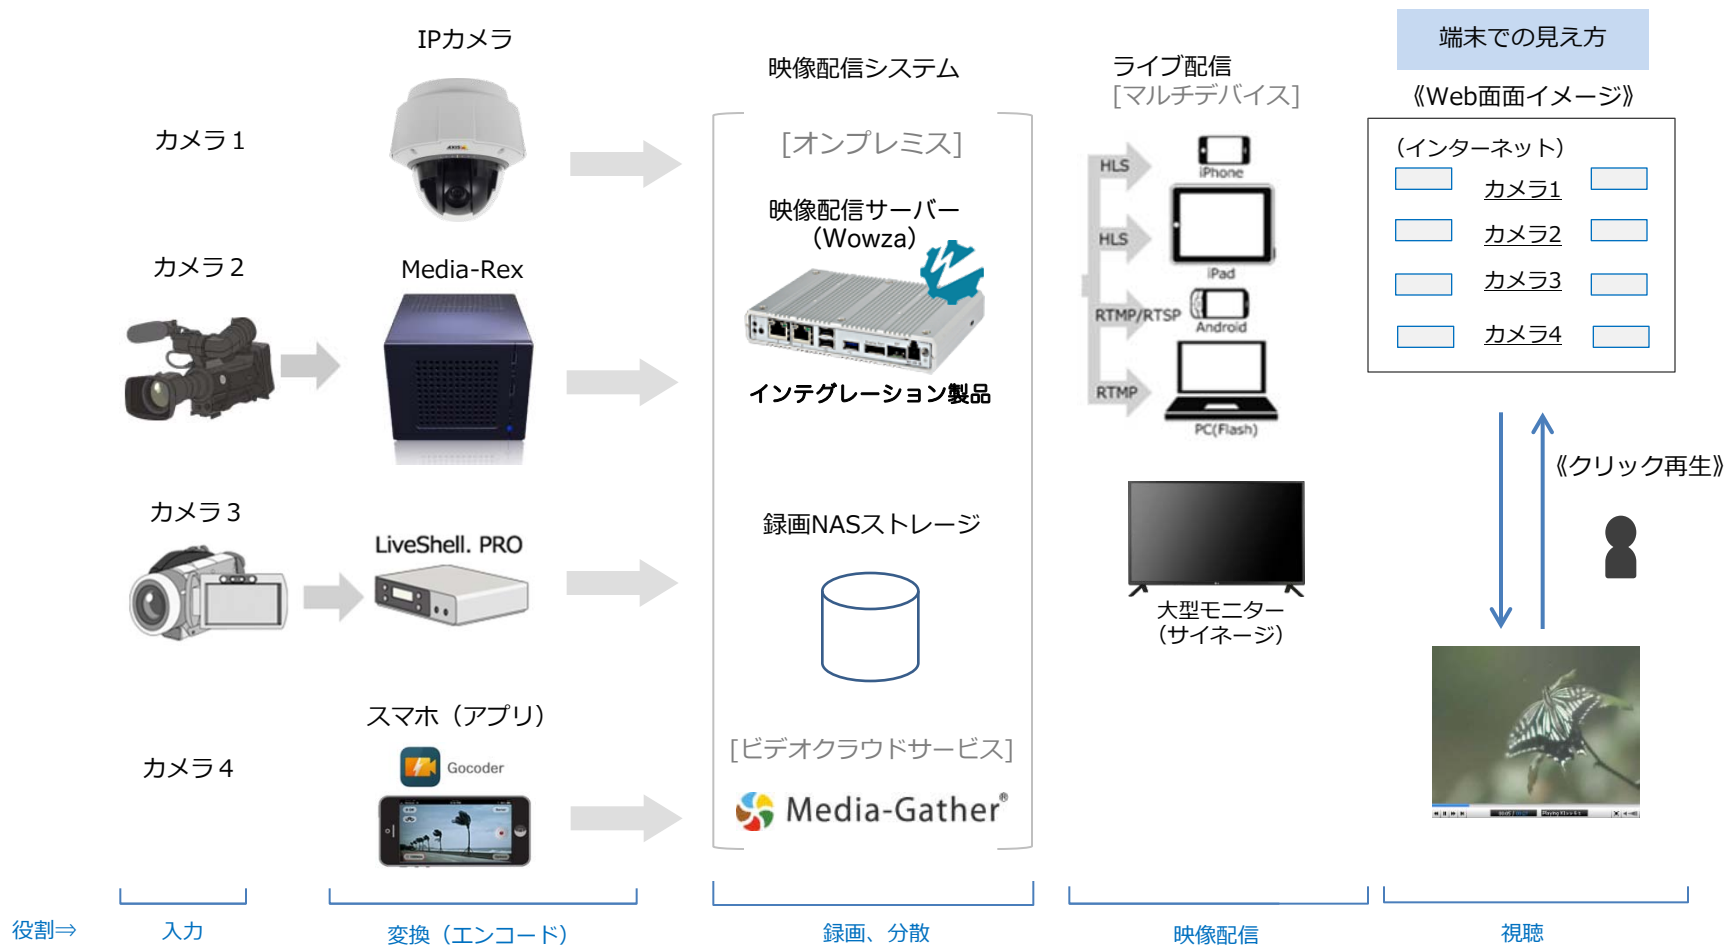 IPカメラ
カメラ1
カメラ2
Media-Rex
カメラ3
LiveShell. PRO
スマホ（アプリ）
カメラ4
Gocoder
映像配信システム
[オンプレミス]
映像配信サーバー
（Wowza）
インテグレーション製品
録画NASストレージ
[ビデオクラウドサービス]
Media-Gather®
ライブ配信
[マルチデバイス]
HLS
iPhone
HLS
iPad
RTMP/RTSP
Android
RTMP
PC(Flash)
大型モニター
（サイネージ）
端末での見え方
《Web面面イメージ》
（インターネット）
カメラ1
カメラ2
カメラ3
カメラ4
《クリック再生》
役割⇒
入力
変換（エンコード）
録画、分散
映像配信
視聴